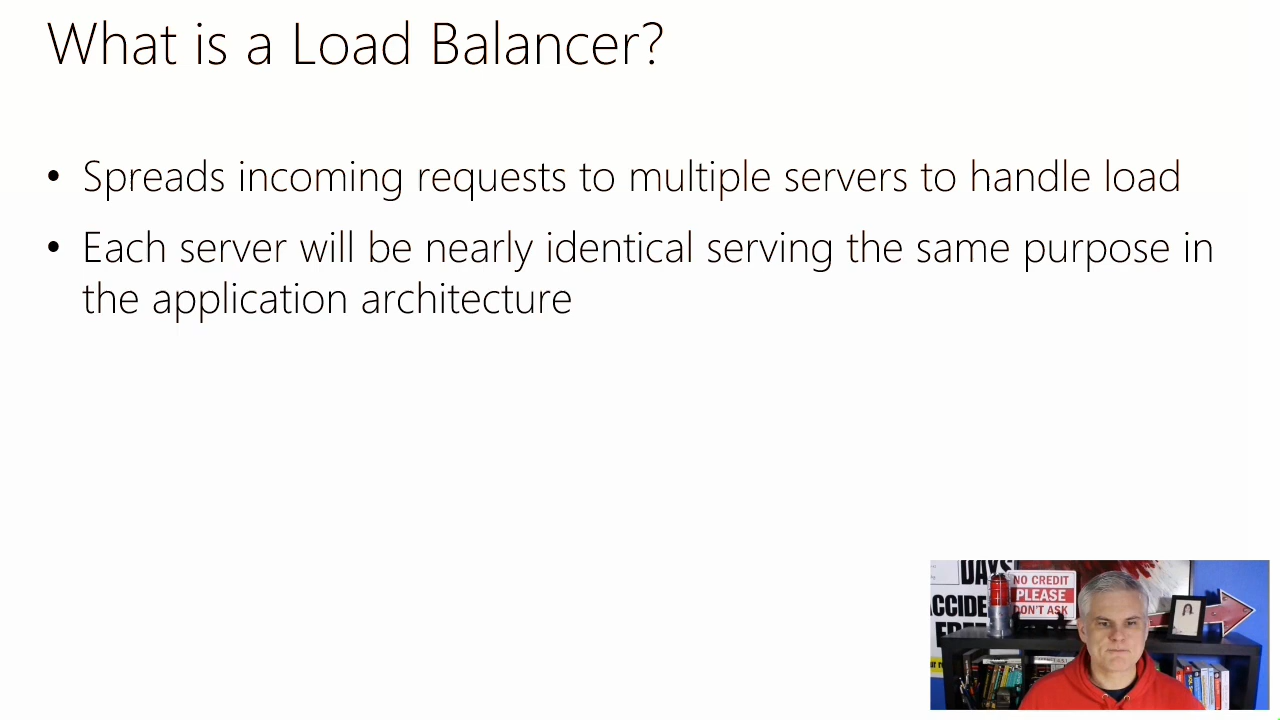 What is a Load Balancer?
• Spreads incoming requests to multiple servers to handle load
• Each server will be nearly identical serving the same purpose in
the application architecture
DAYS
NO CREDIT
PLEASE
DON'T ASK